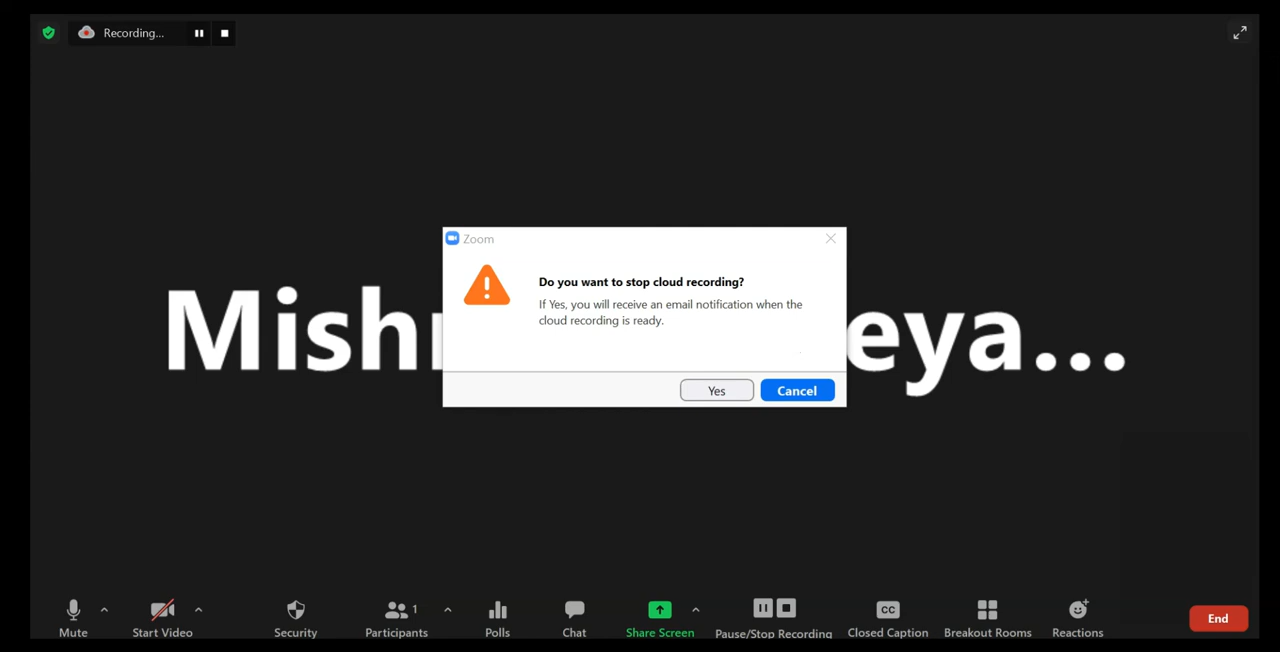 Recording...
Zoom
Do you want to stop cloud recording?
If Yes, you will receive an email notification when the
cloud recording is ready.
Mish eya...
Yes
Cancel
Mute
Start Video
Security
1
Participants
Polls
Chat
Share Screen
Pause/Stop Recording
CC
Closed Caption
Breakout Rooms
Reactions
End